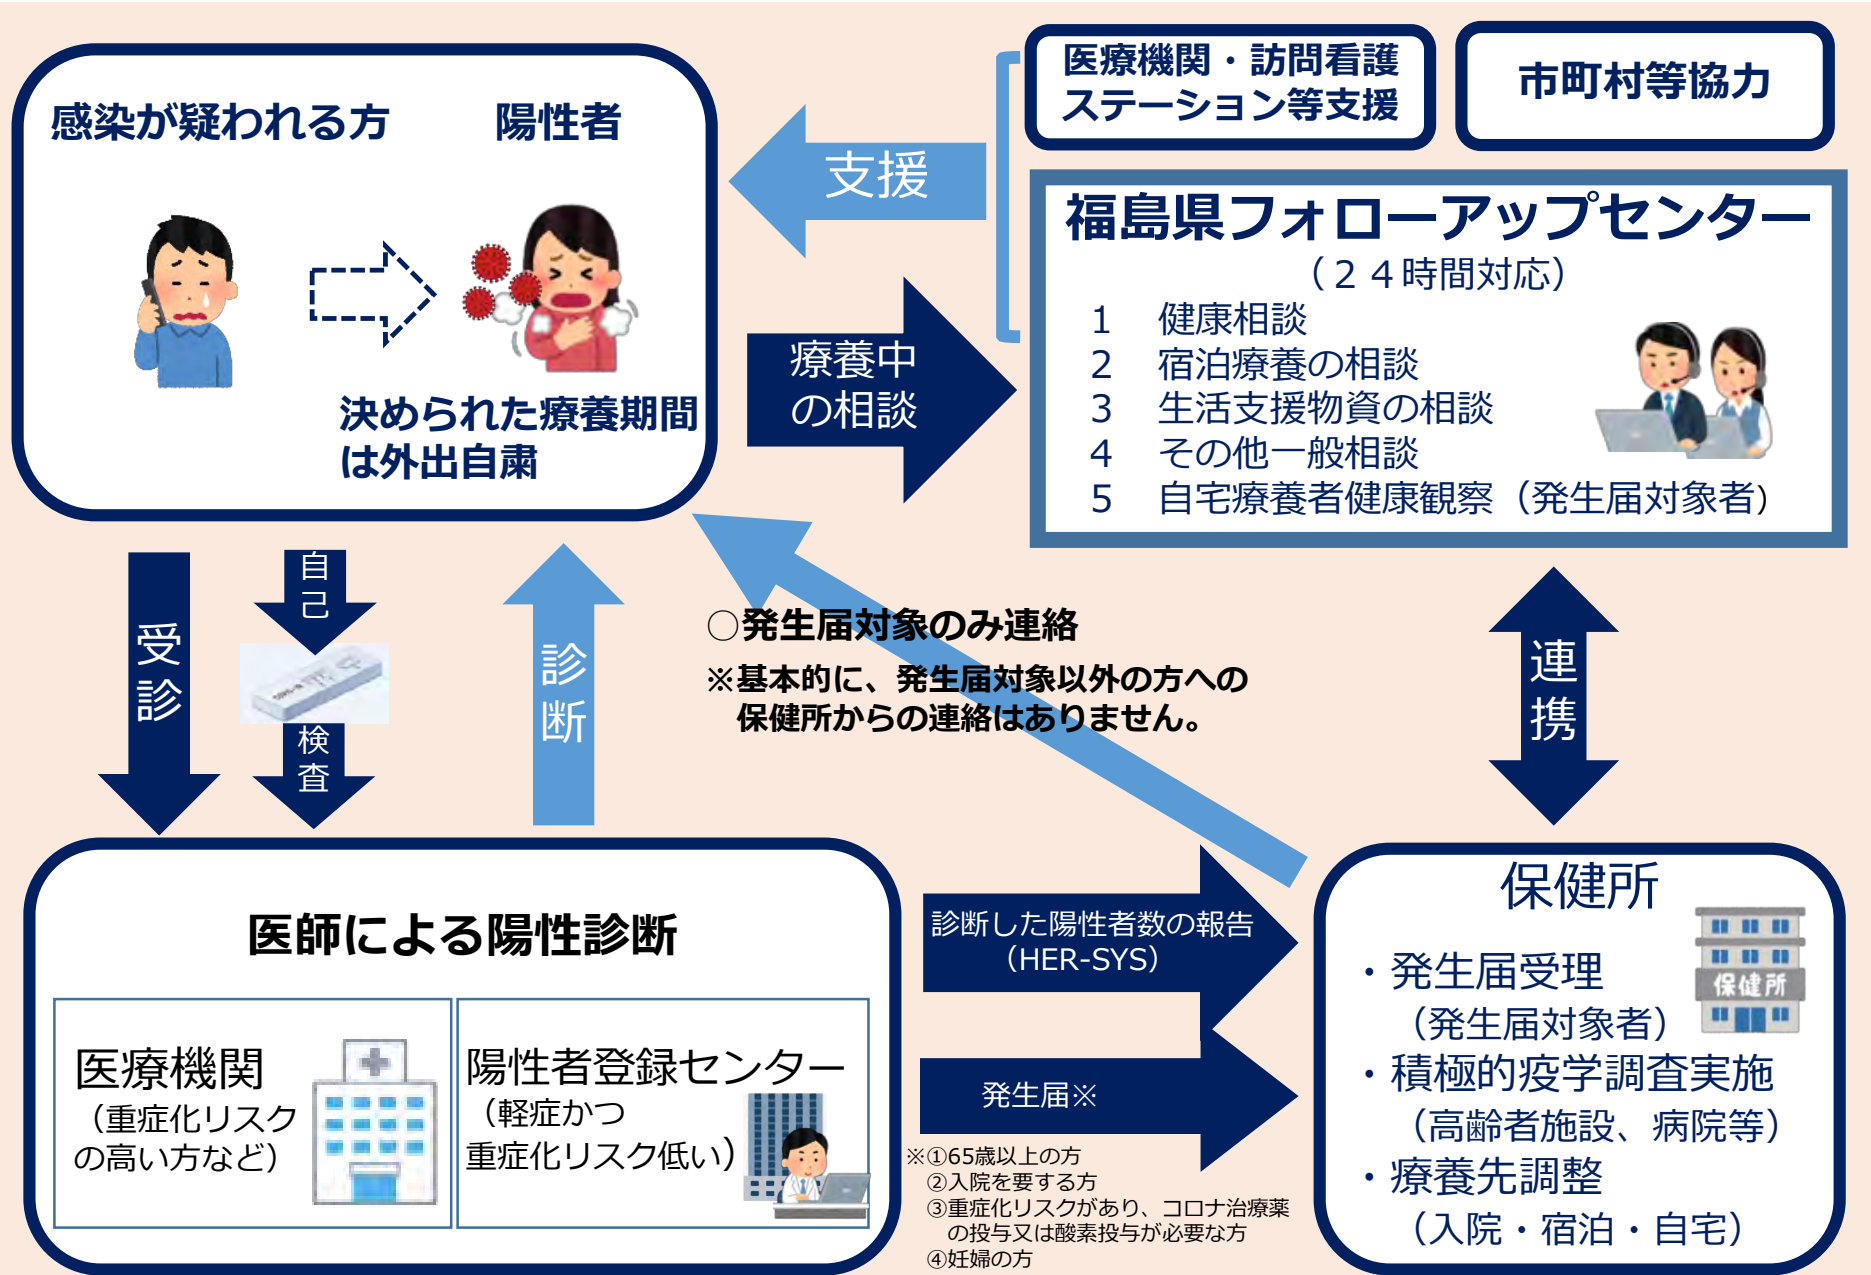 感染が疑われる方
陽性者
決められた療養期間
は外出自粛
支援
療養中
の相談
医療機関・訪問看護
ステーション等支援
市町村等協力
福島県フォローアップセンター
（２４時間対応）
1 健康相談
2 宿泊療養の相談
3 生活支援物資の相談
4 その他一般相談
5 自宅療養者健康観察（発生届対象者）
受診
自己
検査
診断
○発生届対象のみ連絡
※基本的に、発生届対象以外の方への
保健所からの連絡はありません。
連携
医師による陽性診断
医療機関
（重症化リスク
の高い方など）
陽性者登録センター
（軽症かつ
重症化リスク低い）
診断した陽性者数の報告
（HER-SYS）
発生届※
※①65歳以上の方
②入院を要する方
③重症化リスクがあり、コロナ治療薬
の投与又は酸素投与が必要な方
④妊婦の方
保健所
保健所
・発生届受理
（発生届対象者）
・積極的疫学調査実施
（高齢者施設、病院等）
・療養先調整
（入院・宿泊・自宅）